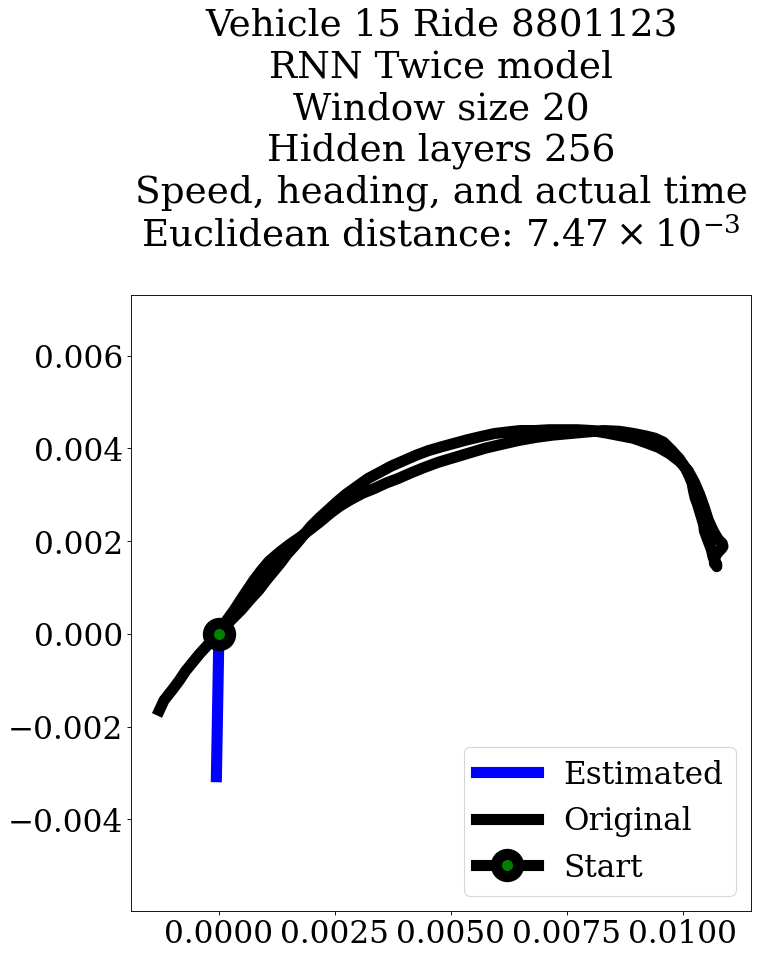 Vehicle 15 Ride 8801123
RNN Twice model
Window size 20
Hidden layers 256
Speed, heading, and actual time
Euclidean distance: 7.47 × 10⁻³
0.006
0.004
0.002
0.000
−0.002
−0.004
Estimated
Original
Start
0.0000 0.0025 0.0050 0.0075 0.0100